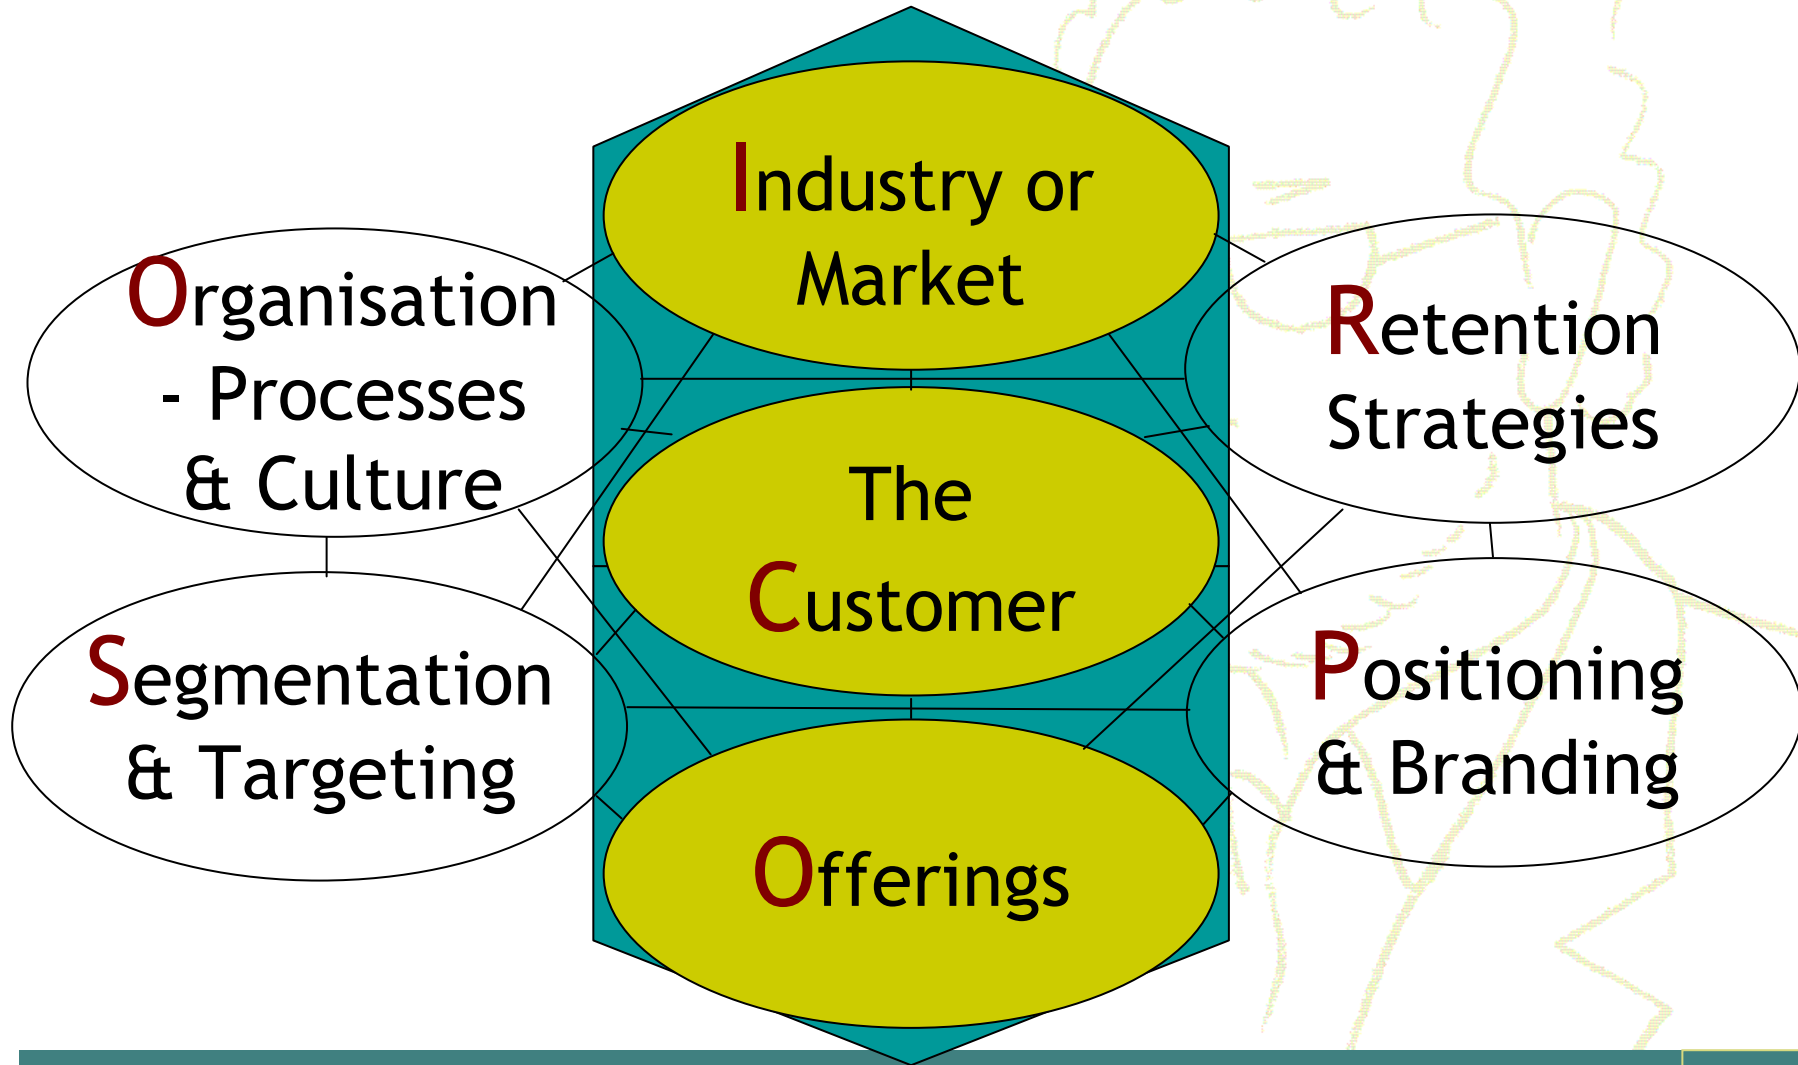 Industry or
Market
Organisation
- Processes
& Culture
Retention
Strategies
The
Customer
Segmentation
& Targeting
Positioning
& Branding
Offerings